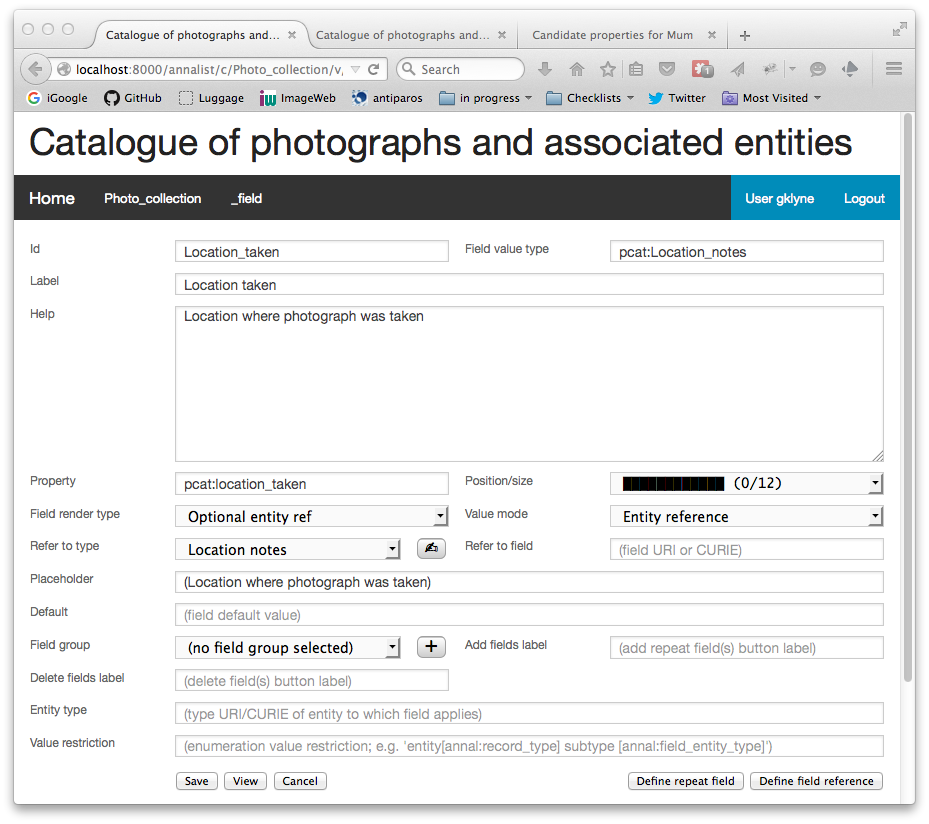 Catalogue of photographs and... × Catalogue of photographs and... × Candidate properties for Mum × +
localhost:8000/annalist/c/Photo_collection/v, Search 1
iGoogle GitHub Luggage ImageWeb antiparos in progress Checklists Twitter Most Visited
Catalogue of photographs and associated entities
Home Photo_collection _field User gklyne Logout
Id Location_taken Field value type pcat:Location_notes
Label Location taken
Help Location where photograph was taken
Property pcat:location_taken Position/size (0/12)
Field render type Optional entity ref Value mode Entity reference
Refer to type Location notes Refer to field (field URI or CURIE)
Placeholder (Location where photograph was taken)
Default (field default value)
Field group (no field group selected) + Add fields label (add repeat field(s) button label)
Delete fields label (delete field(s) button label)
Entity type (type URI/CURIE of entity to which field applies)
Value restriction (enumeration value restriction; e.g. 'entity[annal:record_type] subtype [annal:field_entity_type]')
Save View Cancel Define repeat field Define field reference